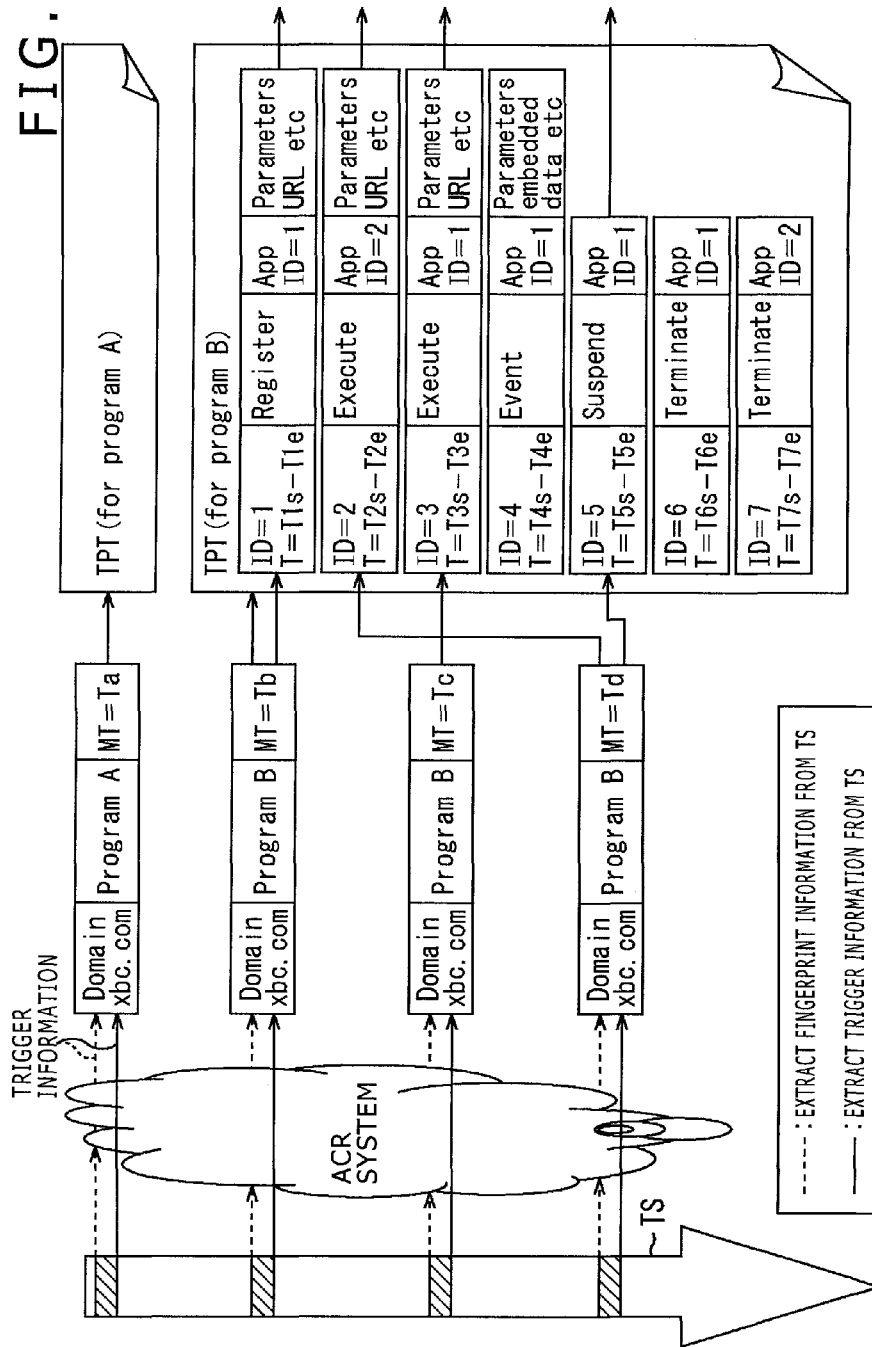 FIG.
TRIGGER
INFORMATION
Domain
xbc.com
Program A
MT=Ta
TPT(for program A)
Domain
xbc.com
Program B
MT=Tb
Domain
xbc.com
Program B
MT=Tc
Domain
xbc.com
Program B
MT=Td
TPT(for program B)
ID=1
T=T1s-T1e
Register
App
ID=1
Parameters
URL etc
ID=2
T=T2s-T2e
Execute
App
ID=2
Parameters
URL etc
ID=3
T=T3s-T3e
Execute
App
ID=1
Parameters
URL etc
ID=4
T=T4s-T4e
Event
App
ID=1
Parameters
embedded
data etc
ID=5
T=T5s-T5e
Suspend
App
ID=1
ID=6
T=T6s-T6e
Terminate
App
ID=1
ID=7
T=T7s-T7e
Terminate
App
ID=2
ACR
SYSTEM
~TS
-----:EXTRACT FINGERPRINT INFORMATION FROM TS
——:EXTRACT TRIGGER INFORMATION FROM TS